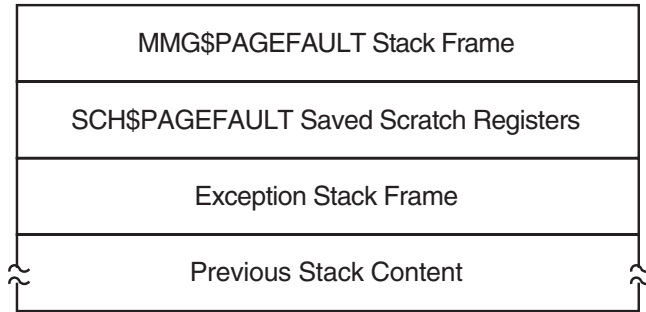 MMG$PAGEFAULT Stack Frame
SCH$PAGEFAULT Saved Scratch Registers
Exception Stack Frame
Previous Stack Content